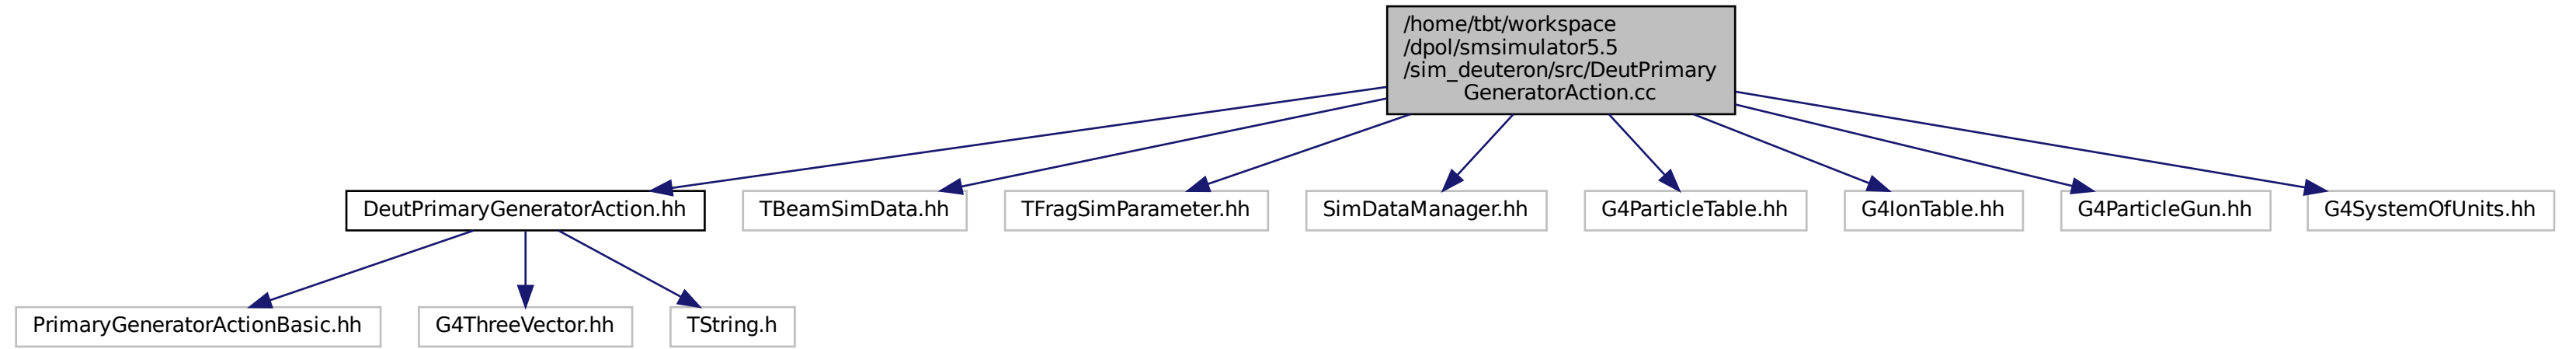 /home/tbt/workspace
/dpol/smsimulator5.5
/sim_deuteron/src/DeutPrimary
GeneratorAction.cc
DeutPrimaryGeneratorAction.hh
TBeamSimData.hh
TFragSimParameter.hh
SimDataManager.hh
G4ParticleTable.hh
G4IonTable.hh
G4ParticleGun.hh
G4SystemOfUnits.hh
PrimaryGeneratorActionBasic.hh
G4ThreeVector.hh
TString.h